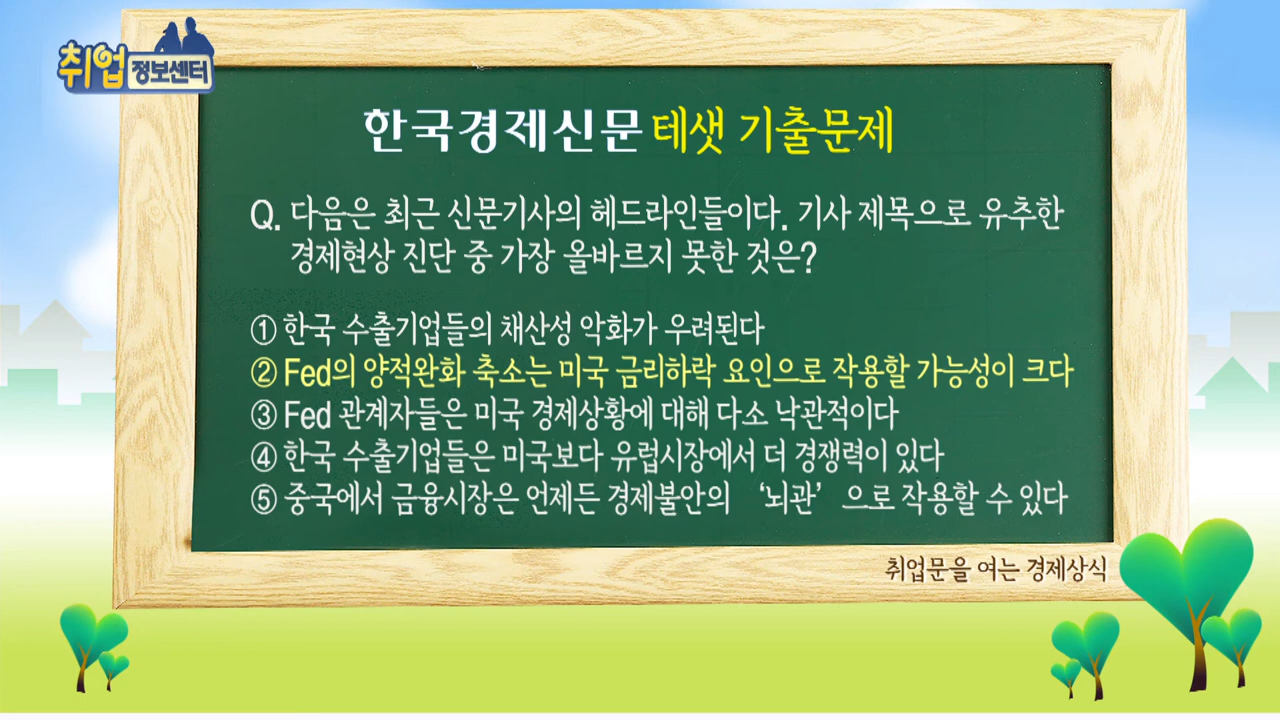 취업 정보센터
한국경제신문 테샛 기출문제
Q. 다음은 최근 신문기사의 헤드라인들이다. 기사 제목으로 유추한
경제현상 진단 중 가장 올바르지 못한 것은?
① 한국 수출기업들의 채산성 악화가 우려된다
② Fed의 양적완화 축소는 미국 금리하락 요인으로 작용할 가능성이 크다
③ Fed 관계자들은 미국 경제상황에 대해 다소 낙관적이다
④ 한국 수출기업들은 미국보다 유럽시장에서 더 경쟁력이 있다
⑤ 중국에서 금융시장은 언제든 경제불안의 ‘뇌관’ 으로 작용할 수 있다
취업문을 여는 경제상식